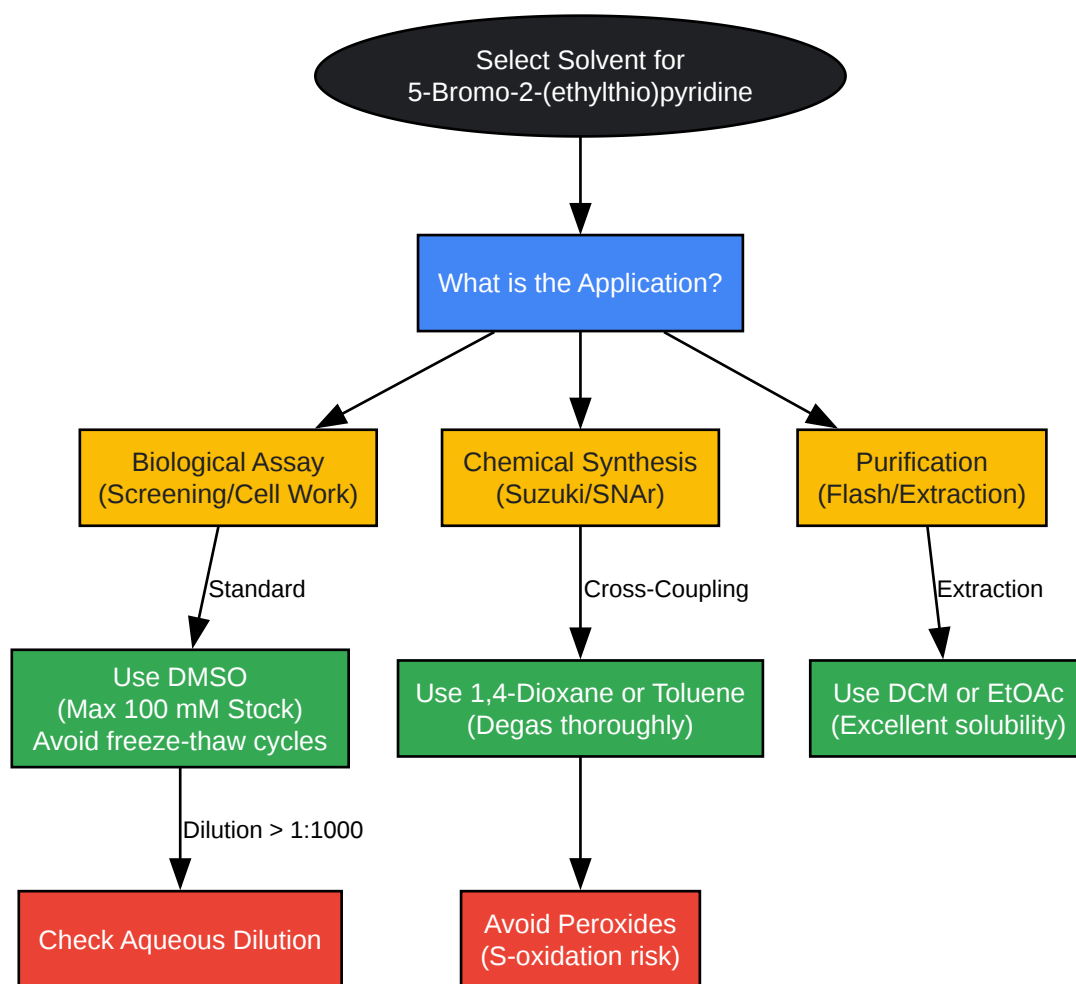 Select Solvent for
5-Bromo-2-(ethylthio)pyridine
What is the Application?
Biological Assay
(Screening/Cell Work)
Chemical Synthesis
(Suzuki/SNAr)
Purification
(Flash/Extraction)
Standard
Cross-Coupling
Extraction
Use DMSO
(Max 100 mM Stock)
Avoid freeze-thaw cycles
Use 1,4-Dioxane or Toluene
(Degas thoroughly)
Use DCM or EtOAc
(Excellent solubility)
Dilution > 1:1000
Check Aqueous Dilution
Avoid Peroxides
(S-oxidation risk)